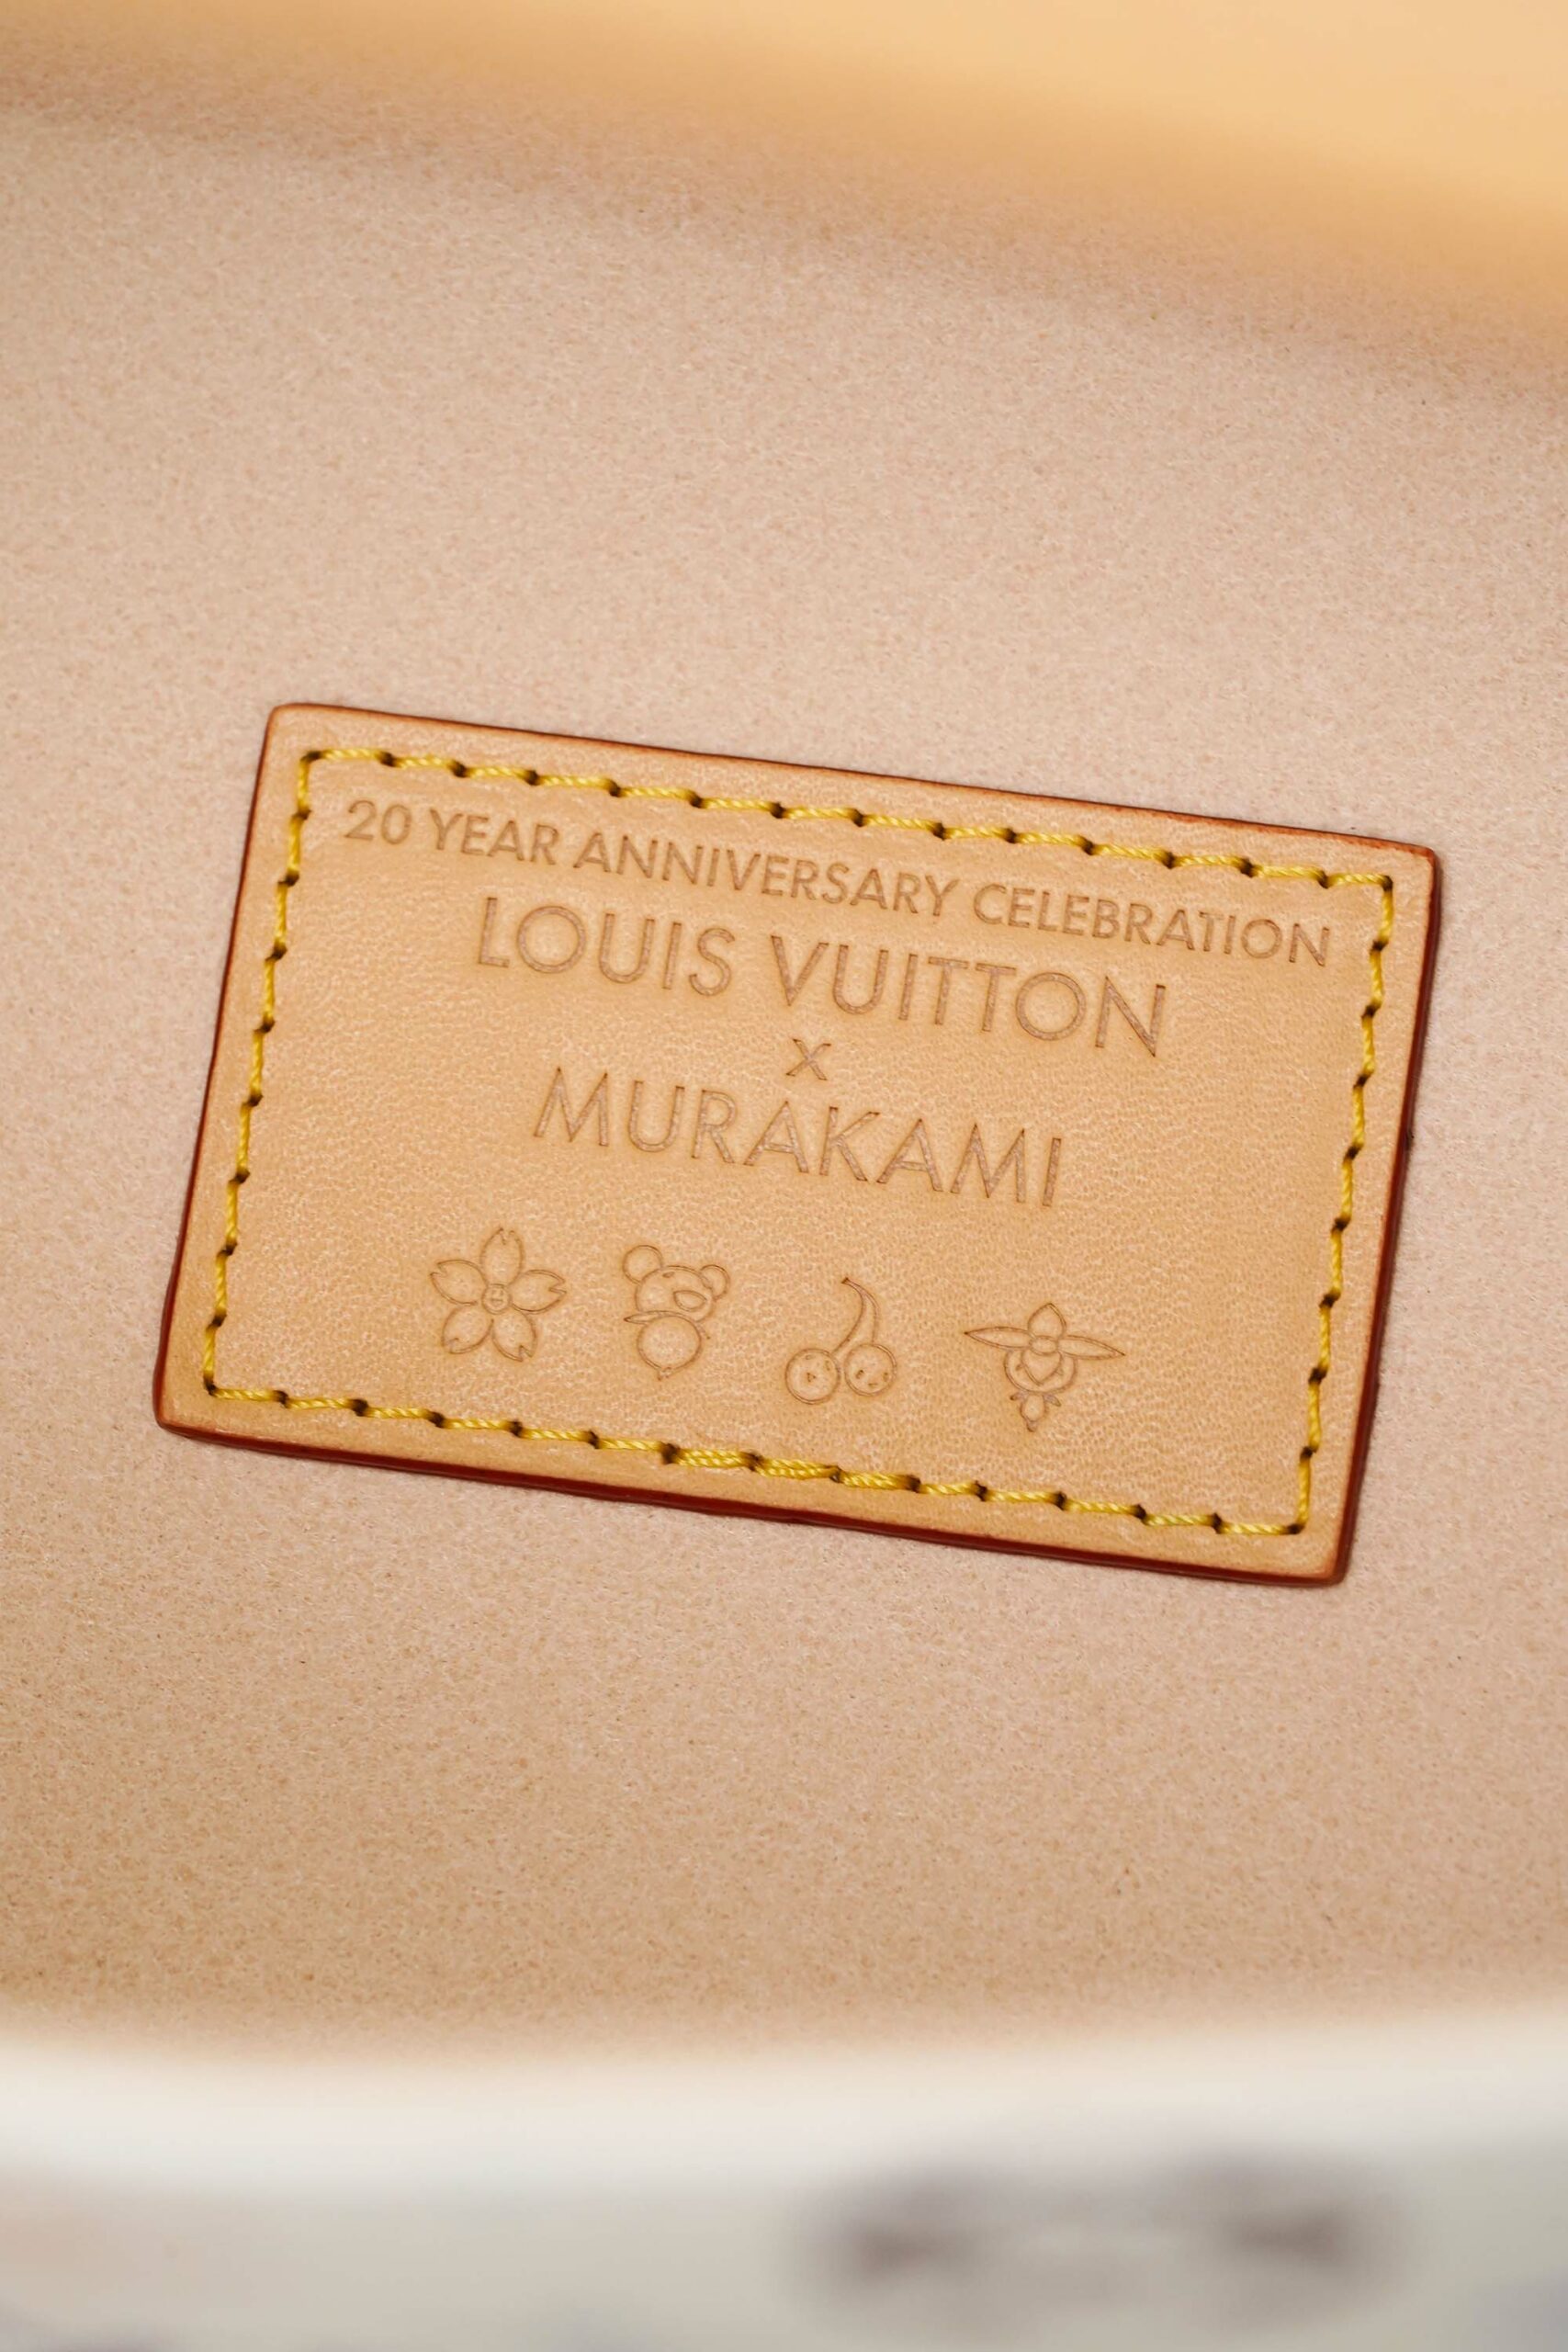 20 YEAR ANNIVERSARY CELEBRATION
LOUIS VUITTON
x
MURAKAMI